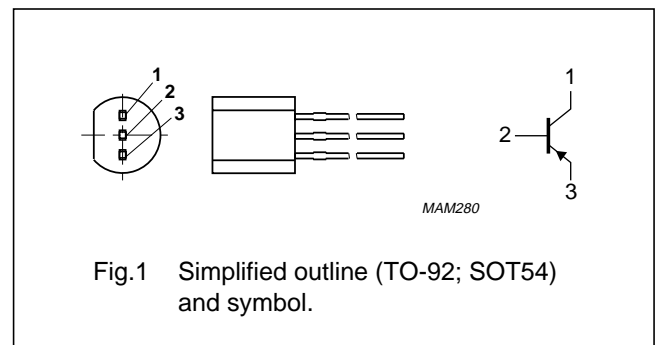 1
2
3
1
2
3
MAM280
Fig.1 Simplified outline (TO-92; SOT54)
and symbol.